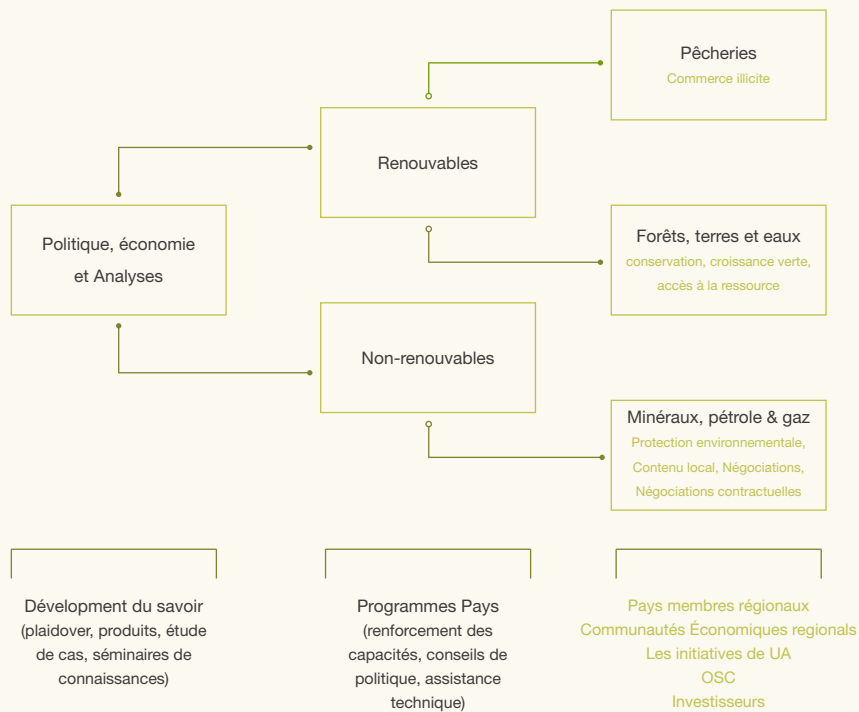 Pêcheries
Commerce illicite
Renouvables
Politique, économie
et Analyses
Forêts, terres et eaux
conservation, croissance verte,
accès à la ressource
Non-renouvables
Minéraux, pétrole & gaz
Protection environnementale,
Contenu local, Négociations,
Négociations contractuelles
Dévelopment du savoir
(plaidover, produits, étude
de cas, séminaires de
connaissances)
Programmes Pays
(renforcement des
capacités, conseils de
politique, assistance
technique)
Pays membres régionaux
Communautés Économiques regionals
Les initiatives de UA
OSC
Investisseurs